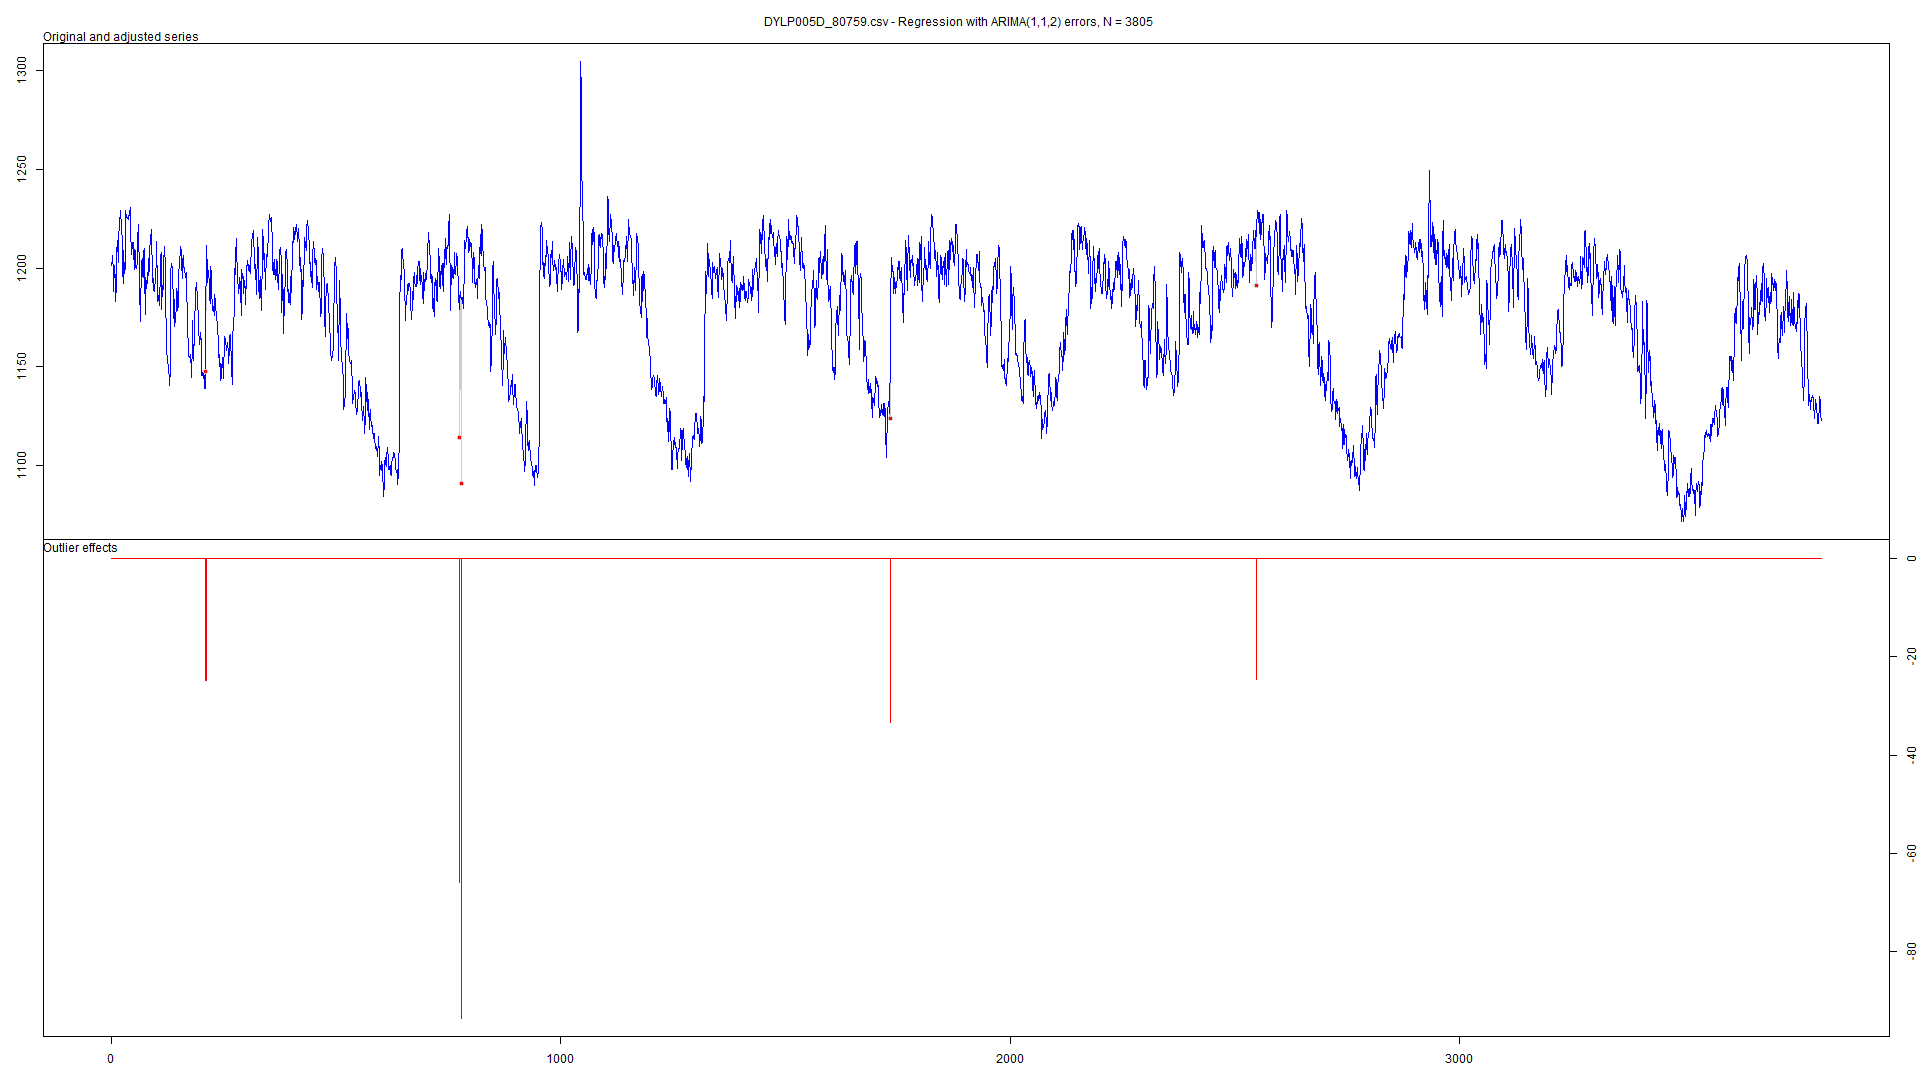 DYLP005D_80759.csv - Regression with ARIMA(1,1,2) errors, N = 3805
Original and adjusted series
1300
1250
1200
1150
1100
Outlier effects
0
-20
-40
-60
-80
0 1000 2000 3000